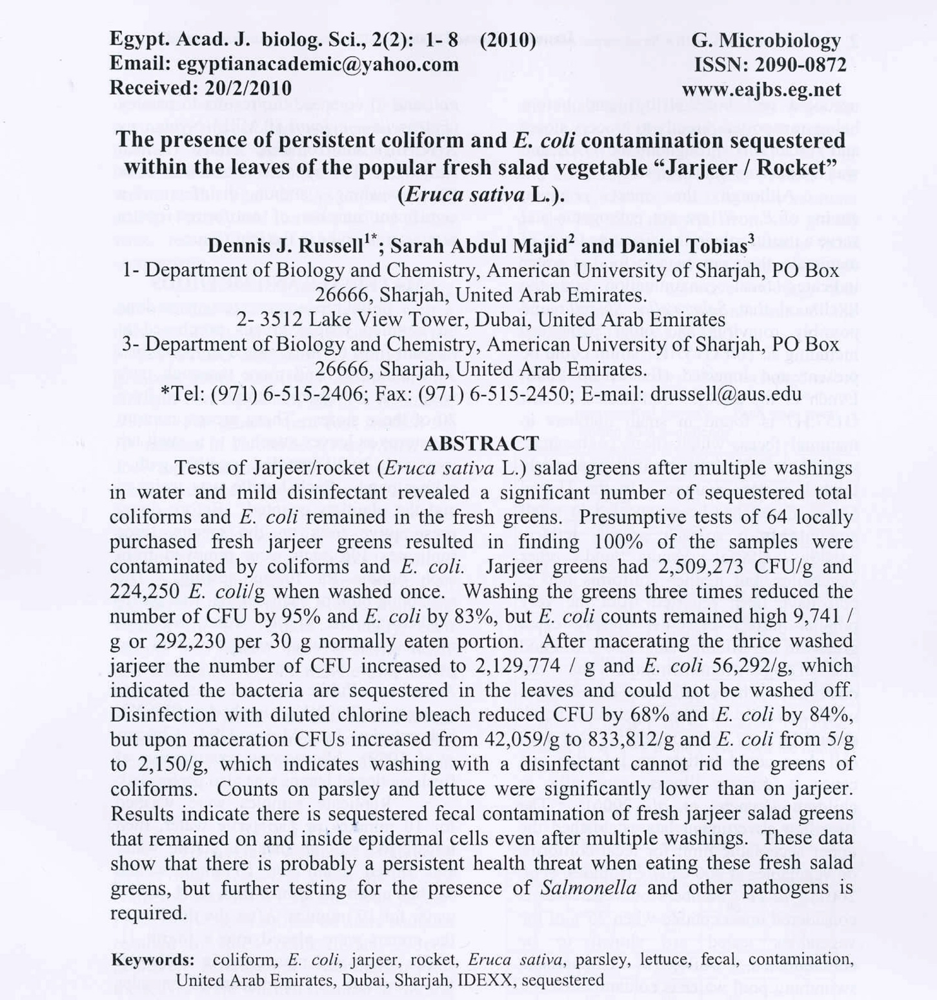 Egypt. Acad. J. biolog. Sci., 2(2): 1- 8 (2010) G. Microbiology
Email: egyptianacademic@yahoo.com ISSN: 2090-0872
Received: 20/2/2010 www.eajbs.eg.net
The presence of persistent coliform and E. coli contamination sequestered
within the leaves of the popular fresh salad vegetable “Jarjeer / Rocket”
(Eruca sativa L.).
Dennis J. Russell1*; Sarah Abdul Majid2 and Daniel Tobias3
1- Department of Biology and Chemistry, American University of Sharjah, PO Box
26666, Sharjah, United Arab Emirates.
2- 3512 Lake View Tower, Dubai, United Arab Emirates
3- Department of Biology and Chemistry, American University of Sharjah, PO Box
26666, Sharjah, United Arab Emirates.
*Tel: (971) 6-515-2406; Fax: (971) 6-515-2450; E-mail: drussell@aus.edu
ABSTRACT
Tests of Jarjeer/rocket (Eruca sativa L.) salad greens after multiple washings
in water and mild disinfectant revealed a significant number of sequestered total
coliforms and E. coli remained in the fresh greens. Presumptive tests of 64 locally
purchased fresh jarjeer greens resulted in finding 100% of the samples were
contaminated by coliforms and E. coli. Jarjeer greens had 2,509,273 CFU/g and
224,250 E. coli/g when washed once. Washing the greens three times reduced the
number of CFU by 95% and E. coli by 83%, but E. coli counts remained high 9,741 /
g or 292,230 per 30 g normally eaten portion. After macerating the thrice washed
jarjeer the number of CFU increased to 2,129,774 / g and E. coli 56,292/g, which
indicated the bacteria are sequestered in the leaves and could not be washed off.
Disinfection with diluted chlorine bleach reduced CFU by 68% and E. coli by 84%,
but upon maceration CFUs increased from 42,059/g to 833,812/g and E. coli from 5/g
to 2,150/g, which indicates washing with a disinfectant cannot rid the greens of
coliforms. Counts on parsley and lettuce were significantly lower than on jarjeer.
Results indicate there is sequestered fecal contamination of fresh jarjeer salad greens
that remained on and inside epidermal cells even after multiple washings. These data
show that there is probably a persistent health threat when eating these fresh salad
greens, but further testing for the presence of Salmonella and other pathogens is
required.
Keywords: coliform, E. coli, jarjeer, rocket, Eruca sativa, parsley, lettuce, fecal, contamination,
United Arab Emirates, Dubai, Sharjah, IDEXX, sequestered